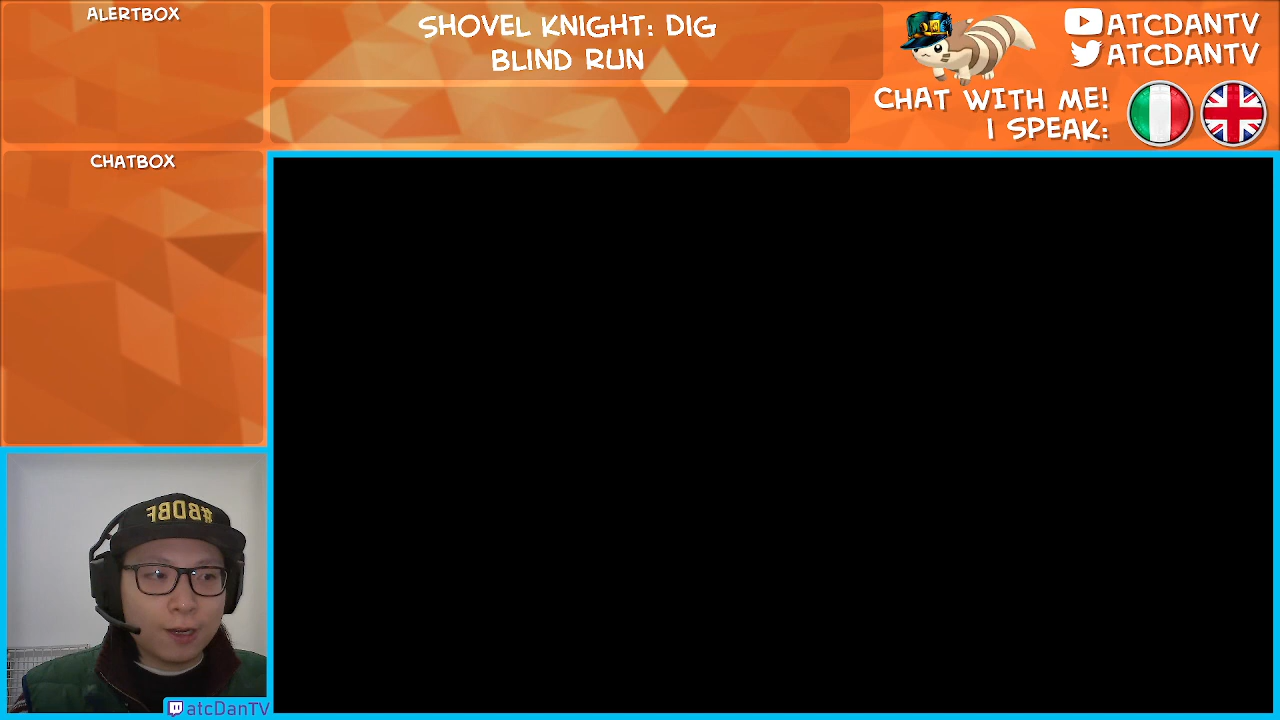 ALERTBOX
SHOVEL KNIGHT: DIG
BLIND RUN
ATCDANTV
ATCDANTV
CHAT WITH ME!
I SPEAK:
CHATBOX
#BDBF
atcDanTV